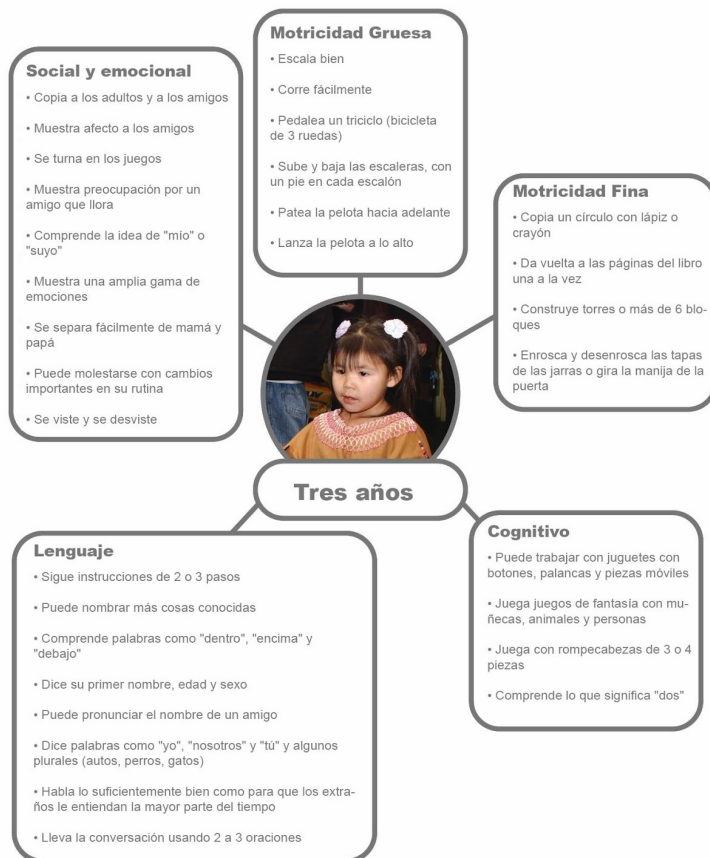 Motricidad Gruesa
• Escala bien
• Corre fácilmente
• Pedalea un triciclo (bicicleta
de 3 ruedas)
• Sube y baja las escaleras, con
un pie en cada escalón
• Patea la pelota hacia adelante
• Lanza la pelota a lo alto
Social y emocional
• Copia a los adultos y a los amigos
• Muestra afecto a los amigos
• Se turna en los juegos
• Muestra preocupación por un
amigo que llora
• Comprende la idea de "mío" o
"suyo"
• Muestra una amplia gama de
emociones
• Se separa fácilmente de mamá y
papá
• Puede molestarse con cambios
importantes en su rutina
• Se viste y se desviste
Motricidad Fina
• Copia un círculo con lápiz o
crayón
• Da vuelta a las páginas del libro
una a la vez
• Construye torres o más de 6 blo-
ques
• Enrosca y desenrosca las tapas
de las jarras o gira la manija de la
puerta
Tres años
Lenguaje
• Sigue instrucciones de 2 o 3 pasos
• Puede nombrar más cosas conocidas
• Comprende palabras como "dentro", "encima" y
"debajo"
• Dice su primer nombre, edad y sexo
• Puede pronunciar el nombre de un amigo
• Dice palabras como "yo", "nosotros" y "tú" y algunos
plurales (autos, perros, gatos)
• Habla lo suficientemente bien como para que los extra-
ños le entiendan la mayor parte del tiempo
• Lleva la conversación usando 2 a 3 oraciones
Cognitivo
• Puede trabajar con juguetes con
botones, palancas y piezas móviles
• Juega juegos de fantasía con mu-
ñecas, animales y personas
• Juega con rompecabezas de 3 o 4
piezas
• Comprende lo que significa "dos"